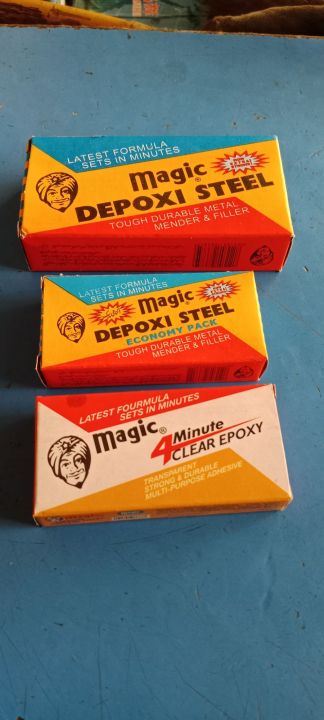 LATEST FORMULA
SETS IN MINUTES
Magic®
DEPOXI STEEL
TOUGH DURABLE METAL
MENDER & FILLER
LATEST FORMULA
SETS IN MINUTES
Magic
DEPOXI STEEL
ECONOMY PACK
TOUGH DURABLE METAL
MENDER & FILLER
LATEST FOURMULA
SETS IN MINUTES
Magic®
4 Minute
CLEAR EPOXY
TRANSPARENT
STRONG & DURABLE
MULTI-PURPOSE ADHESIVE